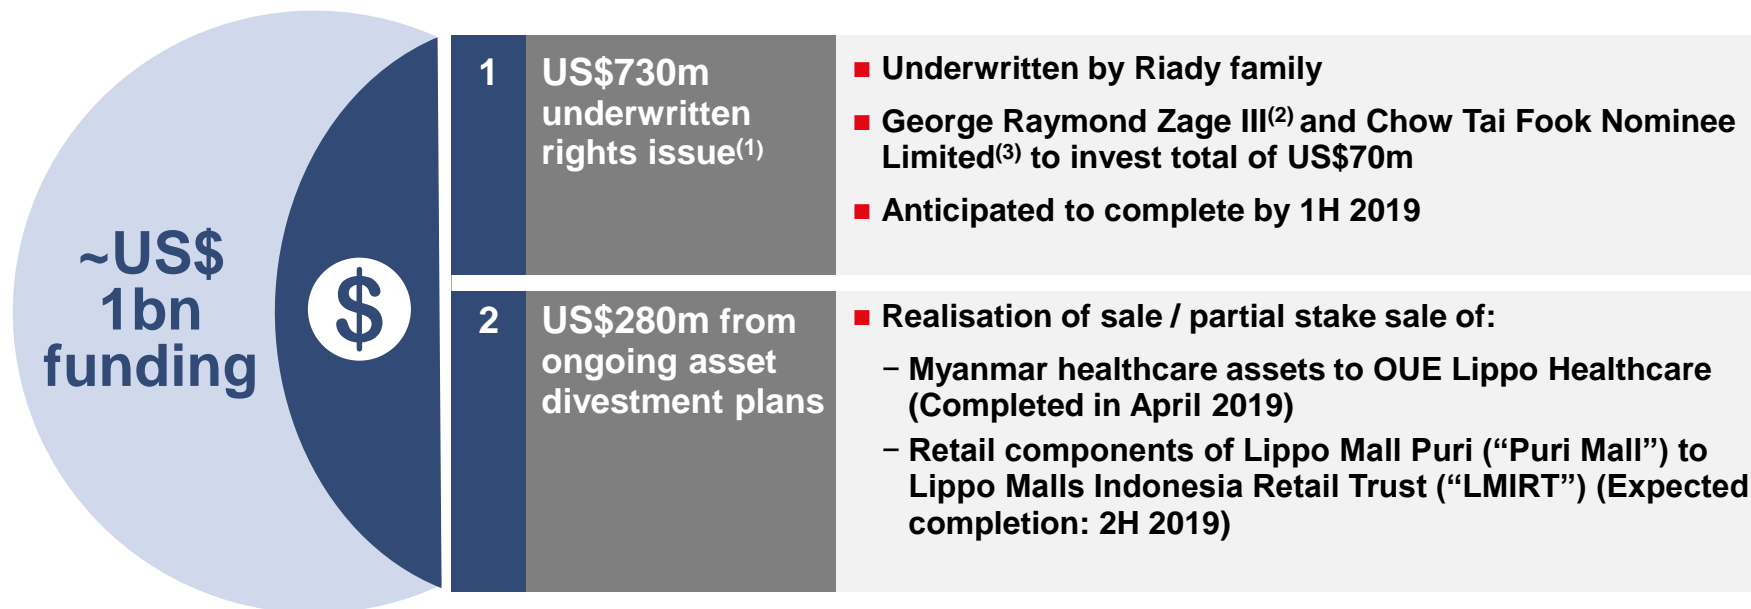 ~US$
1bn
funding
$
1
US$730m
underwritten
rights issue(1)
■ Underwritten by Riady family
■ George Raymond Zage III(2) and Chow Tai Fook Nominee
Limited(3) to invest total of US$70m
■ Anticipated to complete by 1H 2019
2
US$280m from
ongoing asset
divestment plans
■ Realisation of sale / partial stake sale of:
− Myanmar healthcare assets to OUE Lippo Healthcare
(Completed in April 2019)
− Retail components of Lippo Mall Puri (“Puri Mall”) to
Lippo Malls Indonesia Retail Trust (“LMIRT”) (Expected
completion: 2H 2019)